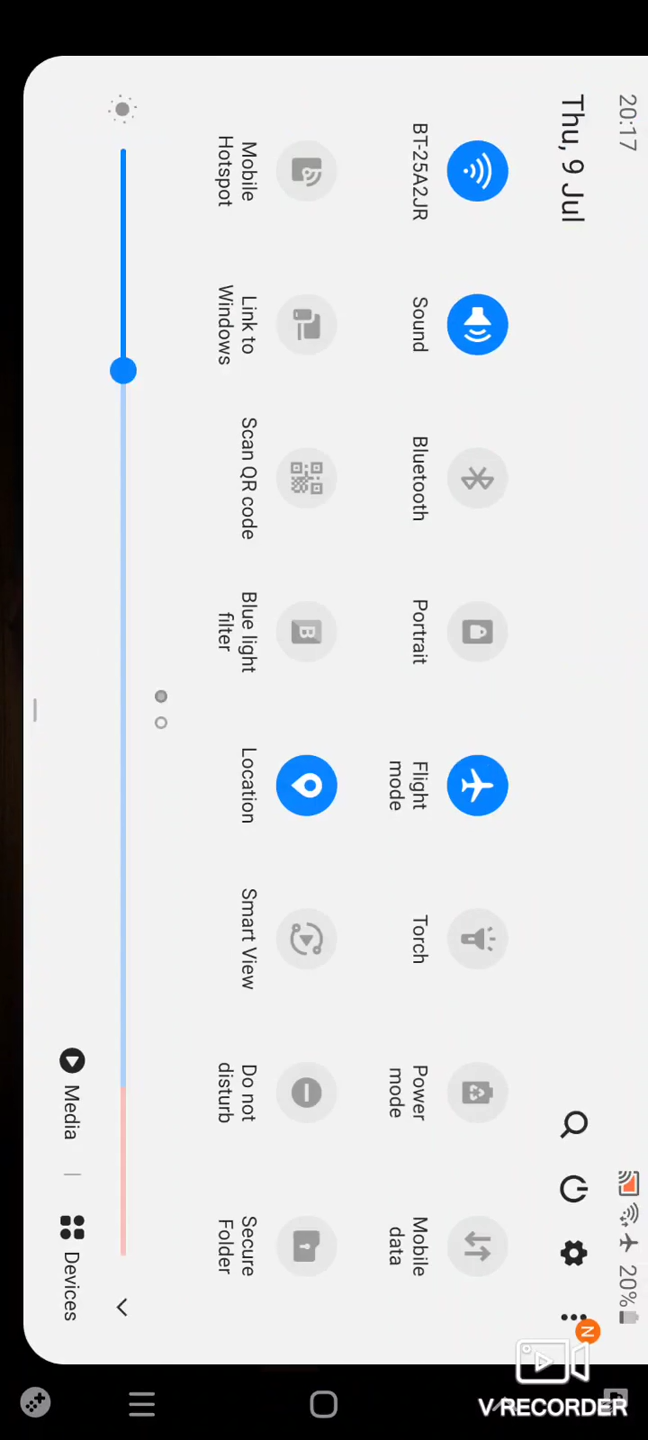 20:17
20%
Thu, 9 Jul
N
BT-25A2JR
Sound
Bluetooth
Portrait
Flight
mode
Torch
Power
mode
Mobile
data
Mobile
Hotspot
Link to
Windows
Scan QR code
Blue light
filter
B
Location
Smart View
Do not
disturb
Secure
Folder
Media
Devices
V RECORDER